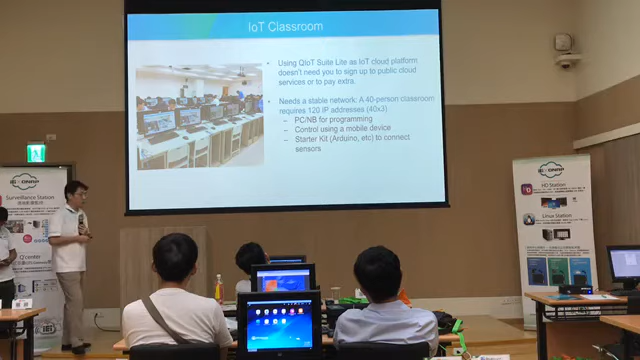 IoT Classroom
• Using QIoT Suite Lite as IoT cloud platform
doesn't need you to sign up to public cloud
services or to pay extra.
• Needs a stable network: A 40-person classroom
requires 120 IP addresses (40x3)
– PC/NB for programming
– Control using a mobile device
– Starter Kit (Arduino, etc) to connect
sensors
Surveillance Station
Q'center
HD Station
Linux Station